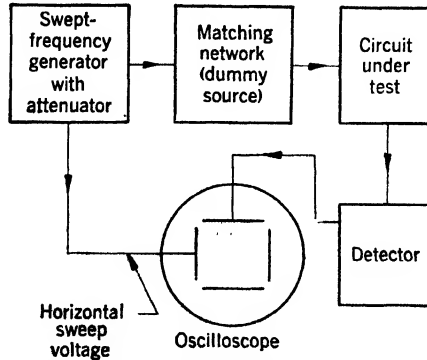 Swept-
frequency
generator
with
attenuator
Matching
network
(dummy
source)
Circuit
under
test
Detector
Horizontal
sweep
voltage
Oscilloscope